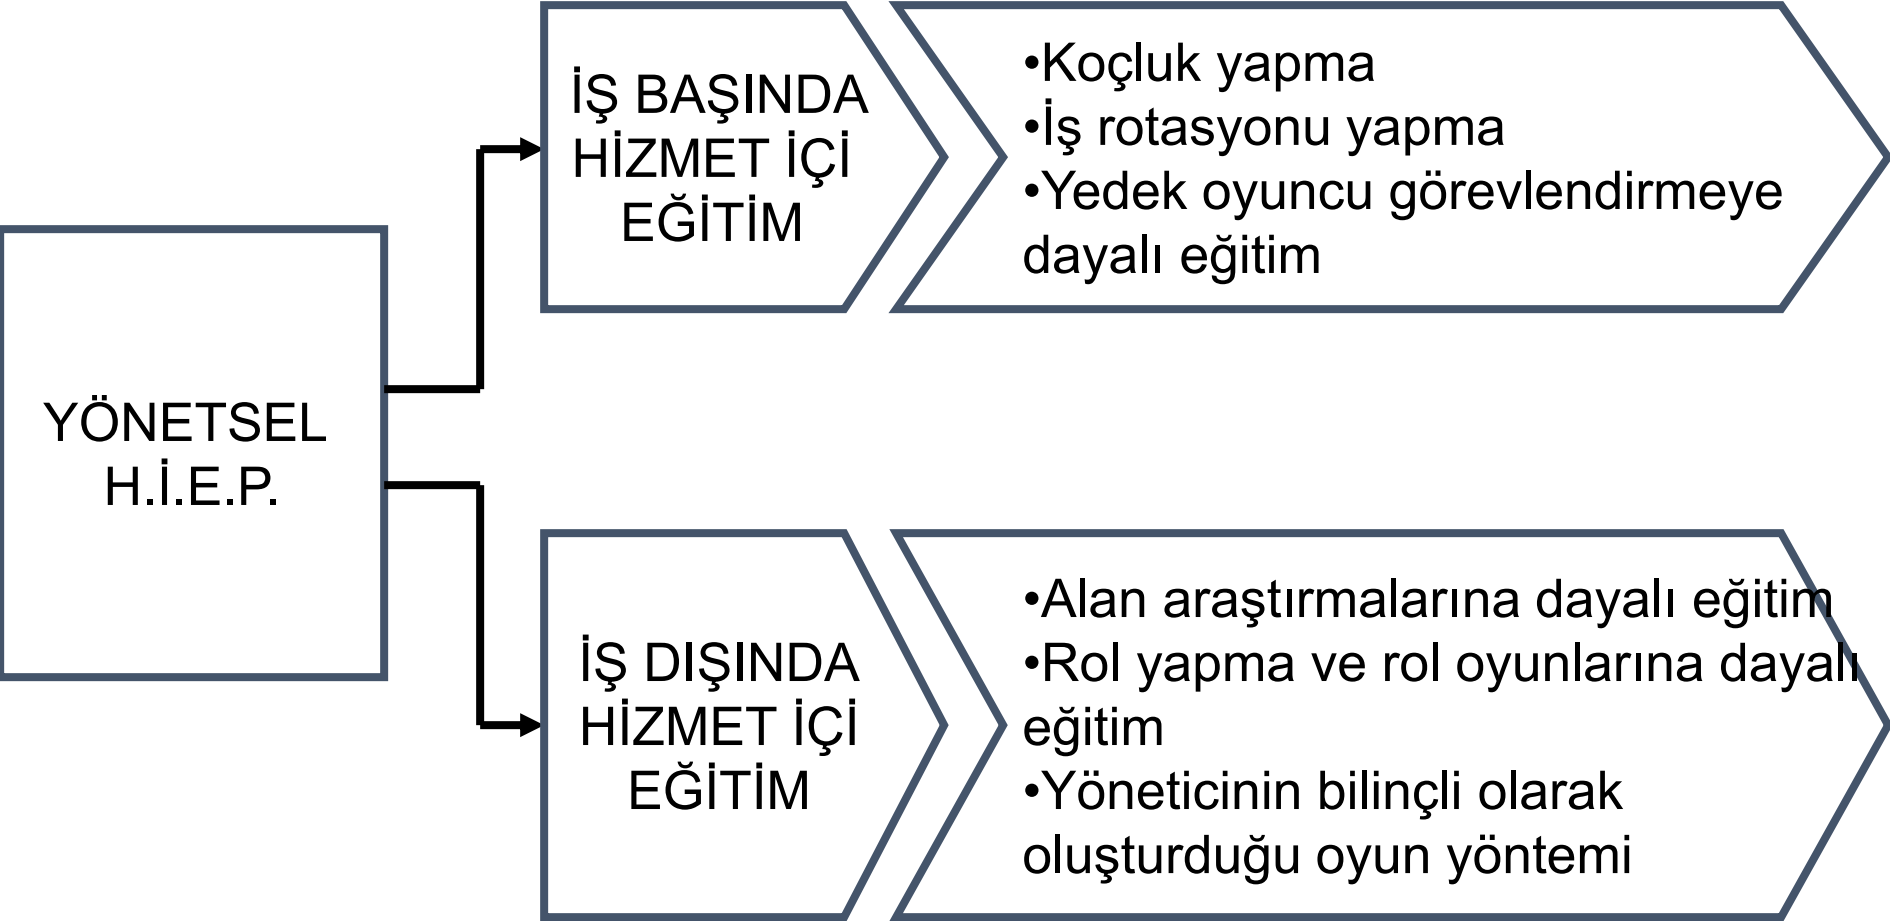 YÖNETSEL
H.İ.E.P.
İŞ BAŞINDA
HİZMET İÇİ
EĞİTİM
•Koçluk yapma
•İş rotasyonu yapma
•Yedek oyuncu görevlendirmeye
dayalı eğitim
İŞ DIŞINDA
HİZMET İÇİ
EĞİTİM
•Alan araştırmalarına dayalı eğitim
•Rol yapma ve rol oyunlarına dayalı
eğitim
•Yöneticinin bilinçli olarak
oluşturduğu oyun yöntemi